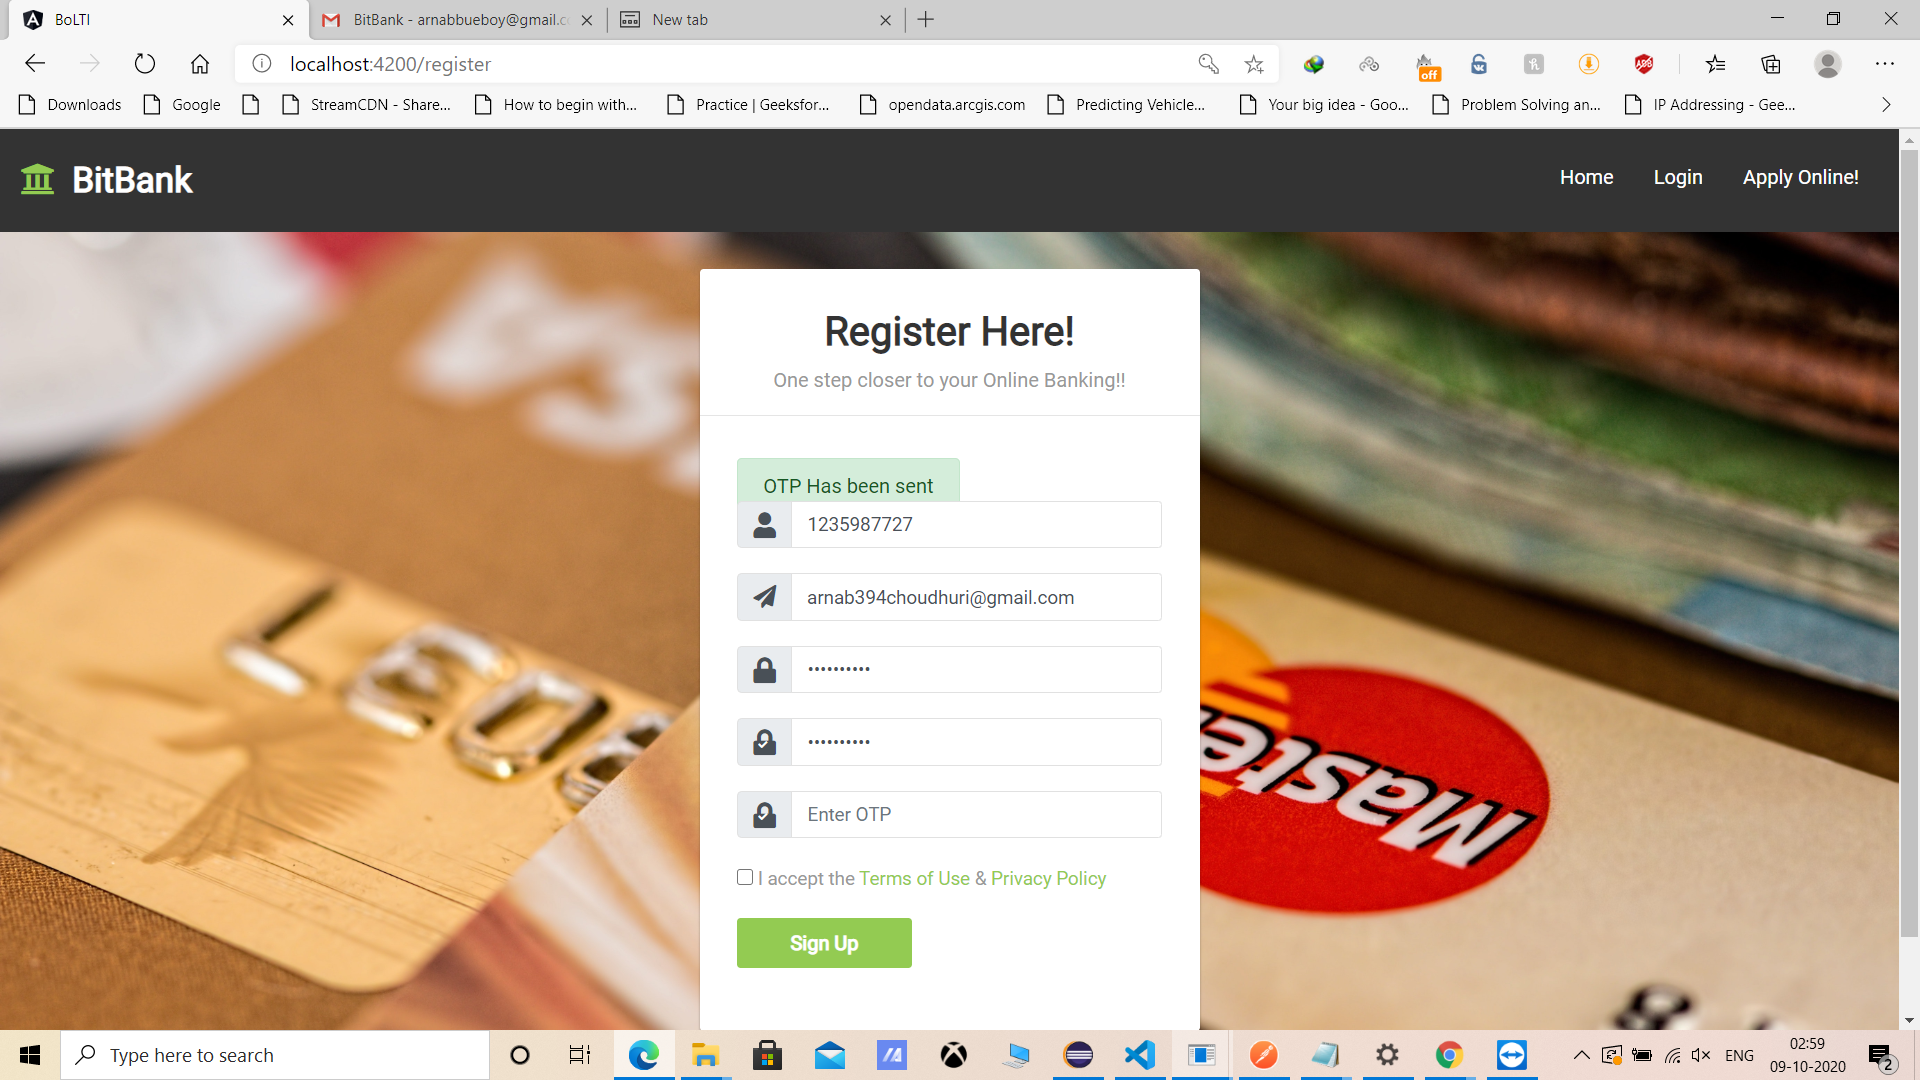 BoLTI
BitBank - arnabbueboy@gmail.c
New tab
localhost:4200/register
off
Downloads
Google
StreamCDN - Share...
How to begin with...
Practice | Geeksfor...
opendata.arcgis.com
Predicting Vehicle...
Your big idea - Goo...
Problem Solving an...
IP Addressing - Gee...
BitBank
Home
Login
Apply Online!
Register Here!
One step closer to your Online Banking!!
OTP Has been sent
1235987727
arnab394choudhuri@gmail.com
••••••••••
••••••••••
Enter OTP
I accept the Terms of Use & Privacy Policy
Sign Up
Master
Type here to search
ENG
02:59
09-10-2020
2